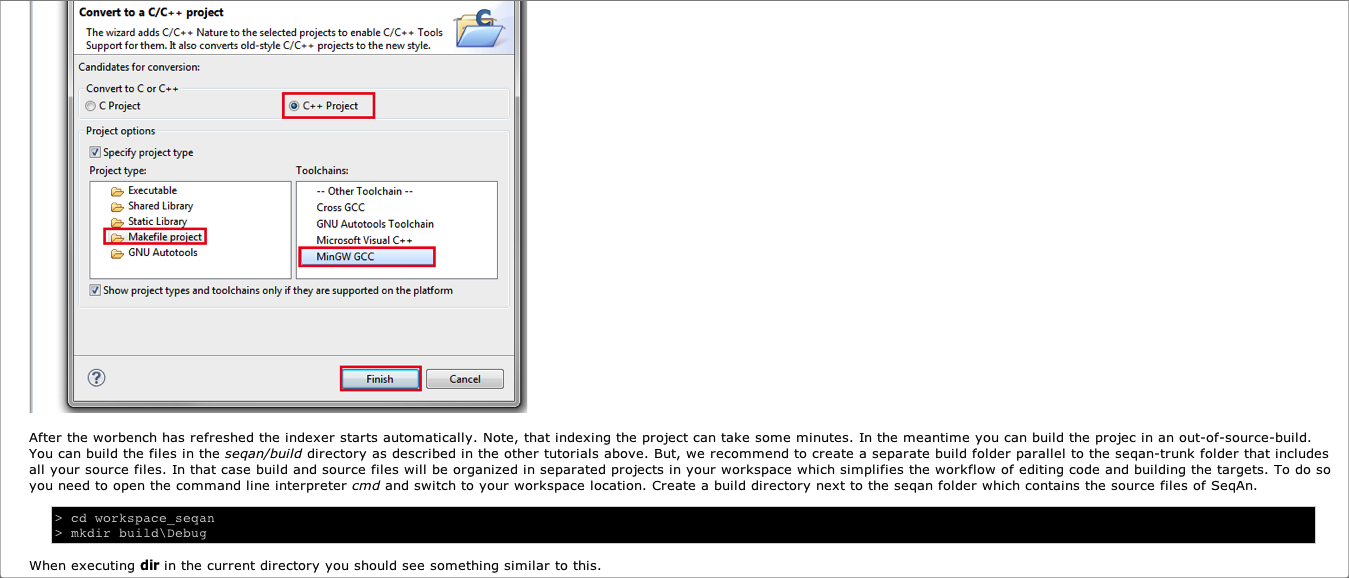 Convert to a C/C++ project
The wizard adds C/C++ Nature to the selected projects to enable C/C++ Tools
Support for them. It also converts old-style C/C++ projects to the new style.
C
Candidates for conversion:
Convert to C or C++
C Project
C++ Project
Project options
Specify project type
Project type:
Toolchains:
Executable
Shared Library
Static Library
Makefile project
GNU Autotools
-- Other Toolchain --
Cross GCC
GNU Autotools Toolchain
Microsoft Visual C++
MinGW GCC
Show project types and toolchains only if they are supported on the platform
?
Finish
Cancel
After the worbench has refreshed the indexer starts automatically. Note, that indexing the project can take some minutes. In the meantime you can build the projec in an out-of-source-build.
You can build the files in the seqan/build directory as described in the other tutorials above. But, we recommend to create a separate build folder parallel to the seqan-trunk folder that includes
all your source files. In that case build and source files will be organized in separated projects in your workspace which simplifies the workflow of editing code and building the targets. To do so
you need to open the command line interpreter cmd and switch to your workspace location. Create a build directory next to the seqan folder which contains the source files of SeqAn.
> cd workspace_seqan
> mkdir build\Debug
When executing dir in the current directory you should see something similar to this.